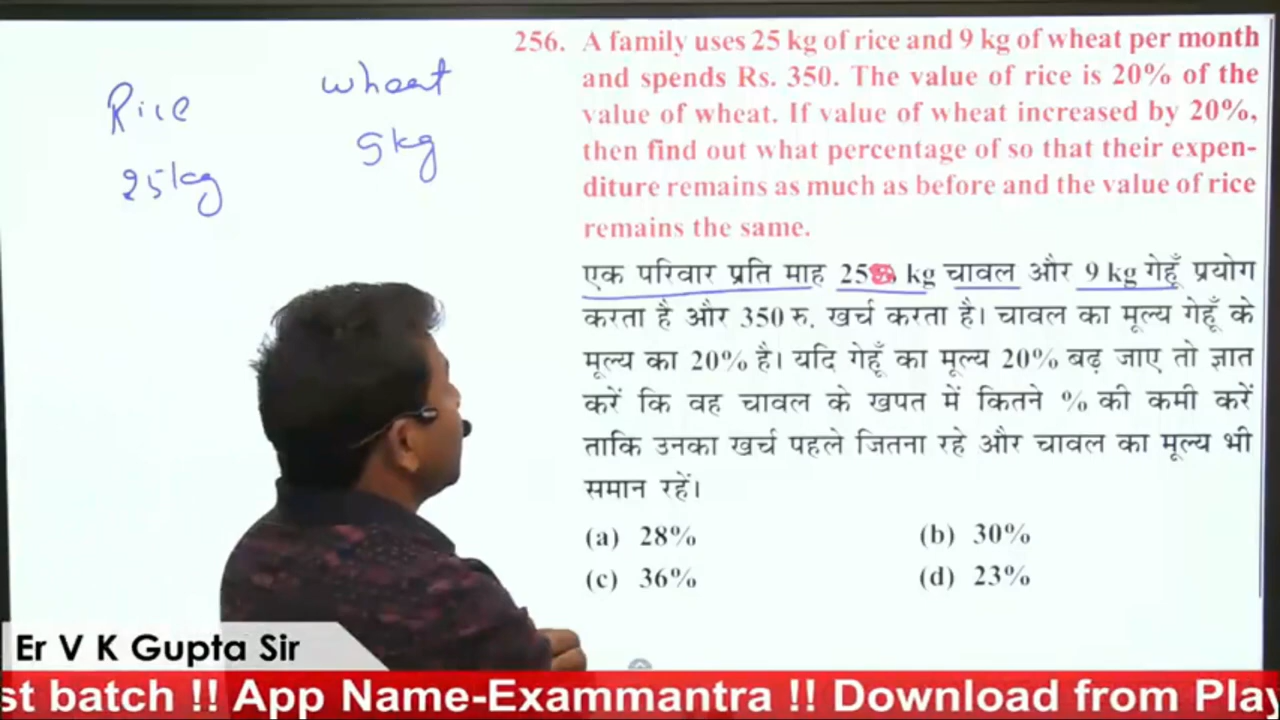 Rice
wheat
25kg
9kg
256. A family uses 25 kg of rice and 9 kg of wheat per month
and spends Rs. 350. The value of rice is 20% of the
value of wheat. If value of wheat increased by 20%,
then find out what percentage of so that their expen-
diture remains as much as before and the value of rice
remains the same.
एक परिवार प्रति माह 25 kg चावल और 9 kg गेहूँ प्रयोग
करता है और 350 रु. खर्च करता है। चावल का मूल्य गेहूँ के
मूल्य का 20% है। यदि गेहूँ का मूल्य 20% बढ़ जाए तो ज्ञात
करें कि वह चावल के खपत में कितने % की कमी करें
ताकि उनका खर्च पहले जितना रहे और चावल का मूल्य भी
समान रहें।
(a) 28%
(b) 30%
(c) 36%
(d) 23%
Er V K Gupta Sir
st batch !! App Name-Exammantra !! Download from Play